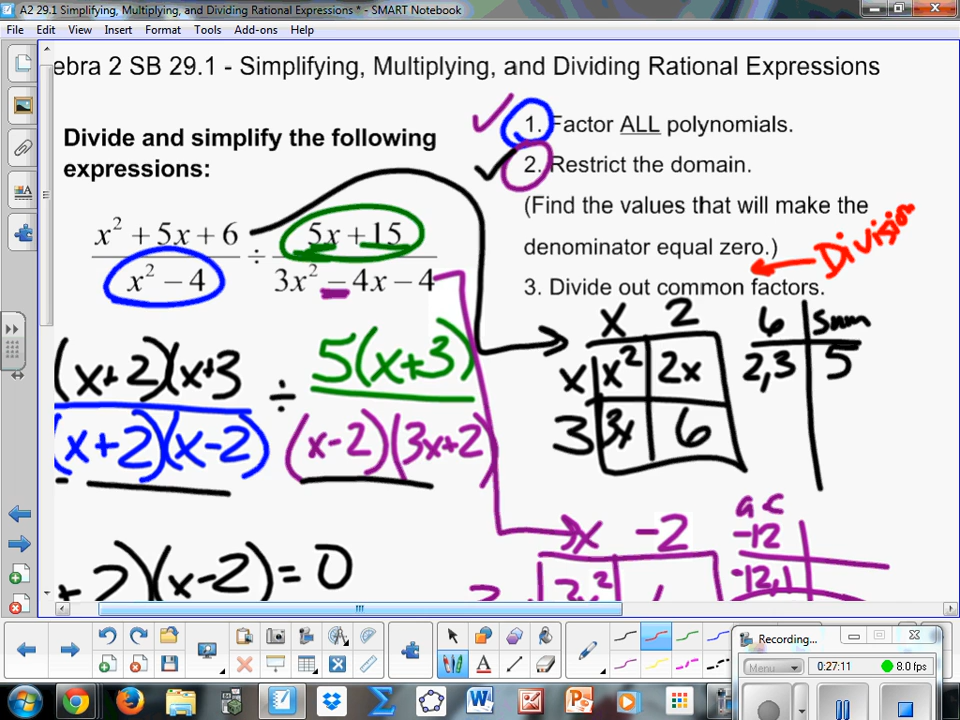 A2 29.1 Simplifying, Multiplying, and Dividing Rational Expressions * - SMART Notebook
File Edit View Insert Format Tools Add-ons Help
ebra 2 SB 29.1 - Simplifying, Multiplying, and Dividing Rational Expressions
Divide and simplify the following
expressions:
1. Factor ALL polynomials.
2. Restrict the domain.
(Find the values that will make the
denominator equal zero.)
Division
3. Divide out common factors.
x² + 5x + 6 ÷ 5x + 15
x² − 4 3x² − 4x − 4
(x+2)(x+3 ÷ 5(x+3)
(x+2)(x-2) (x-2)(3x+2)
x 2 6 Sum
x x² 2x 2,3 5
3 3x 6
+2)(x-2)=0
x -2 ac
-12
3x² -12,1
Recording...
Menu 0:27:11 8.0 fps